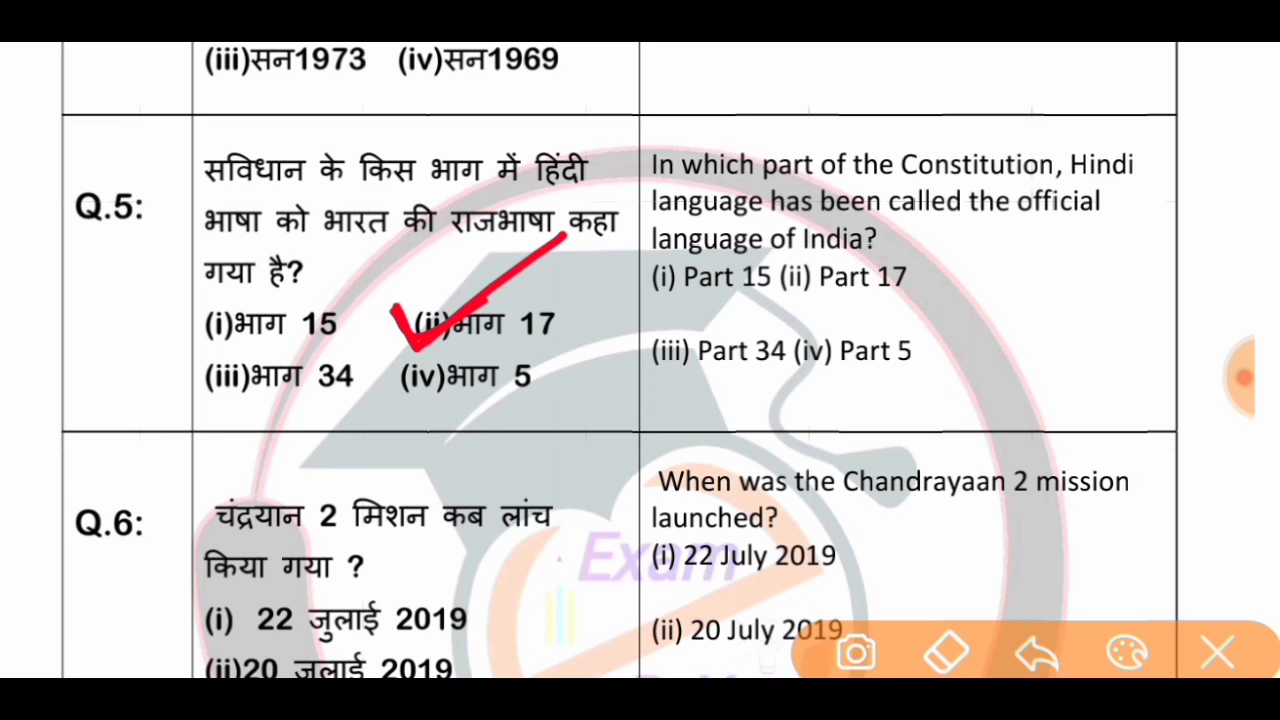 (iii)सन1973 (iv)सन1969
Q.5:
सविधान के किस भाग में हिंदी
भाषा को भारत की राजभाषा कहा
गया है?
(i)भाग 15 (ii)भाग 17
(iii)भाग 34 (iv)भाग 5
In which part of the Constitution, Hindi
language has been called the official
language of India?
(i) Part 15 (ii) Part 17
(iii) Part 34 (iv) Part 5
Q.6:
चंद्रयान 2 मिशन कब लांच
किया गया ?
(i) 22 जुलाई 2019
(ii)20 जुलाई 2019
When was the Chandrayaan 2 mission
launched?
(i) 22 July 2019
(ii) 20 July 2019
Exam